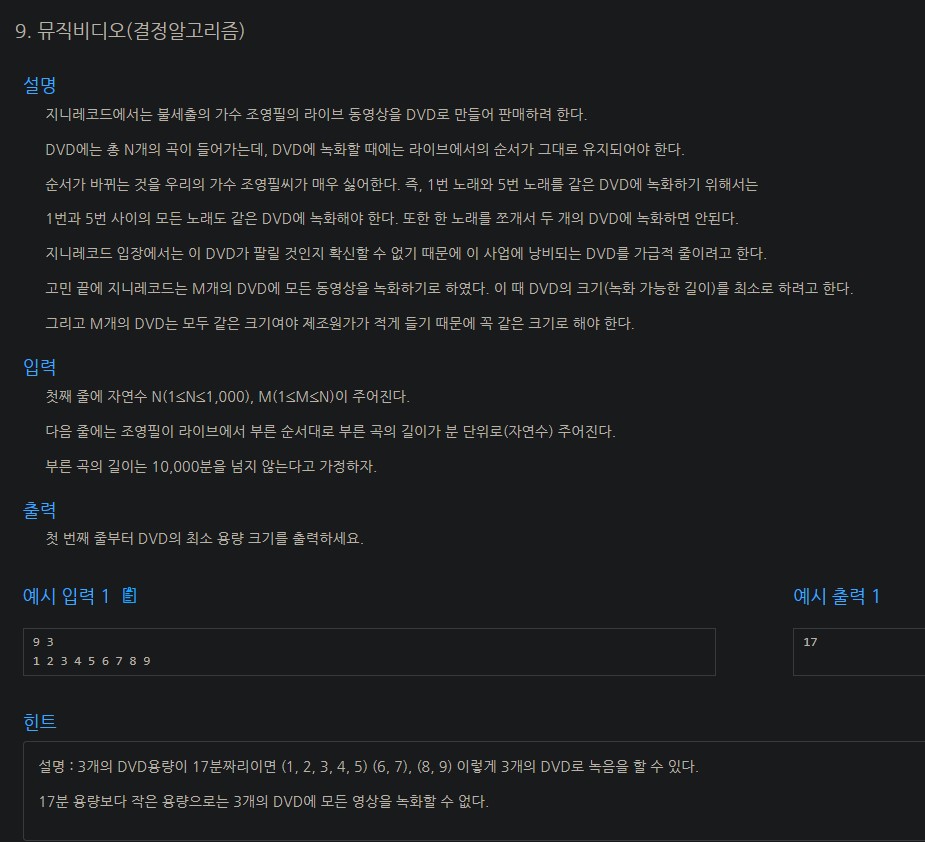 9. 뮤직비디오(결정알고리즘)
설명
지니레코드에서는 불세출의 가수 조영필의 라이브 동영상을 DVD로 만들어 판매하려 한다.
DVD에는 총 N개의 곡이 들어가는데, DVD에 녹화할 때에는 라이브에서의 순서가 그대로 유지되어야 한다.
순서가 바뀌는 것을 우리의 가수 조영필씨가 매우 싫어한다. 즉, 1번 노래와 5번 노래를 같은 DVD에 녹화하기 위해서는
1번과 5번 사이의 모든 노래도 같은 DVD에 녹화해야 한다. 또한 한 노래를 쪼개서 두 개의 DVD에 녹화하면 안된다.
지니레코드 입장에서는 이 DVD가 팔릴 것인지 확신할 수 없기 때문에 이 사업에 낭비되는 DVD를 가급적 줄이려고 한다.
고민 끝에 지니레코드는 M개의 DVD에 모든 동영상을 녹화하기로 하였다. 이 때 DVD의 크기(녹화 가능한 길이)를 최소로 하려고 한다.
그리고 M개의 DVD는 모두 같은 크기여야 제조원가가 적게 들기 때문에 꼭 같은 크기로 해야 한다.
입력
첫째 줄에 자연수 N(1≤N≤1,000), M(1≤M≤N)이 주어진다.
다음 줄에는 조영필이 라이브에서 부른 순서대로 부른 곡의 길이가 분 단위로(자연수) 주어진다.
부른 곡의 길이는 10,000분을 넘지 않는다고 가정하자.
출력
첫 번째 줄부터 DVD의 최소 용량 크기를 출력하세요.
예시 입력 1
9 3
1 2 3 4 5 6 7 8 9
예시 출력 1
17
힌트
설명 : 3개의 DVD용량이 17분짜리이면 (1, 2, 3, 4, 5) (6, 7), (8, 9) 이렇게 3개의 DVD로 녹음을 할 수 있다.
17분 용량보다 작은 용량으로는 3개의 DVD에 모든 영상을 녹화할 수 없다.